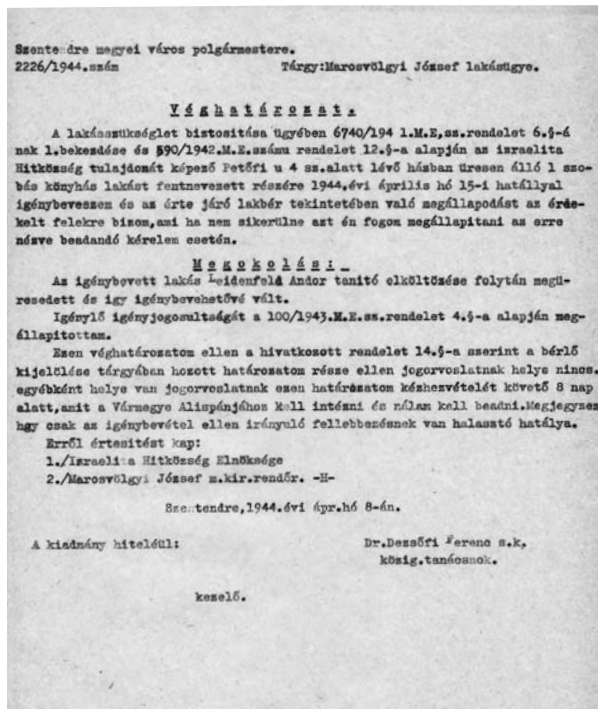 Szentendre megyei város polgármestere.
2226/1944.szám Tárgy:Marosvölgyi József lakásügye.
Véghatározat.
A lakásszükséglet biztositása ügyében 6740/194 1.M.E,sz.rendelet 6.§-á
nak 1.bekezdése és 590/1942.M.E.számu rendelet 12.§-a alapján az izraelita
Hitközség tulajdonát képező Petőfi u 4 sz.alatt lévő házban üresen álló 1 szo-
bás konyhás lakást fentnevezett részére 1944.évi április hó 15-i hatállyal
igénybeveszem és az érte járó lakbér tekintetében való megállapodást az érde-
kelt felekre bizom,ami ha nem sikerülne azt én fogom megállapitani az erre
nézve beadandó kérelem esetén.
Megokolás:
Az igénybevett lakás Leidenfeld Andor tanitó elköltözése folytán megü-
resedett és igy igénybevehetővé vált.
Igénylő igényjogosultságát a 100/1943.M.E.sz.rendelet 4.§-a alapján meg-
állapitottam.
Ezen véghatározatom ellen a hivatkozott rendelet 14.§-a szerint a bérlő
kijelölése tárgyában hozott határozatom része ellen jogorvoslatnak helye nincs.
egyébként helye van jogorvoslatnak ezen határozatom kézhezvételét követő 8 nap
alatt,amit a Vármegye Alispánjához kell intézni és nálam kell beadni.Megjegyzem
hgy csak az igénybevétel ellen irányuló fellebbezésnek van halasztó hatálya.
Erről értesitést kap:
1./Izraelita Hitközség Elnöksége
2./Marosvölgyi József m.kir.rendőr. -H-
Szentendre,1944.évi ápr.hó 8-án.
A kiadmány hiteléül: Dr.Dezsőfi Ferenc s.k,
közig.tanácsnok.
kezelő.